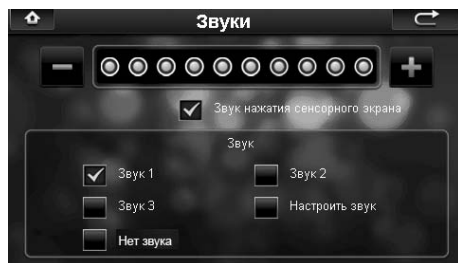 Звуки
Звук нажатия сенсорного экрана
Звук
Звук 1
Звук 2
Звук 3
Настроить звук
Нет звука